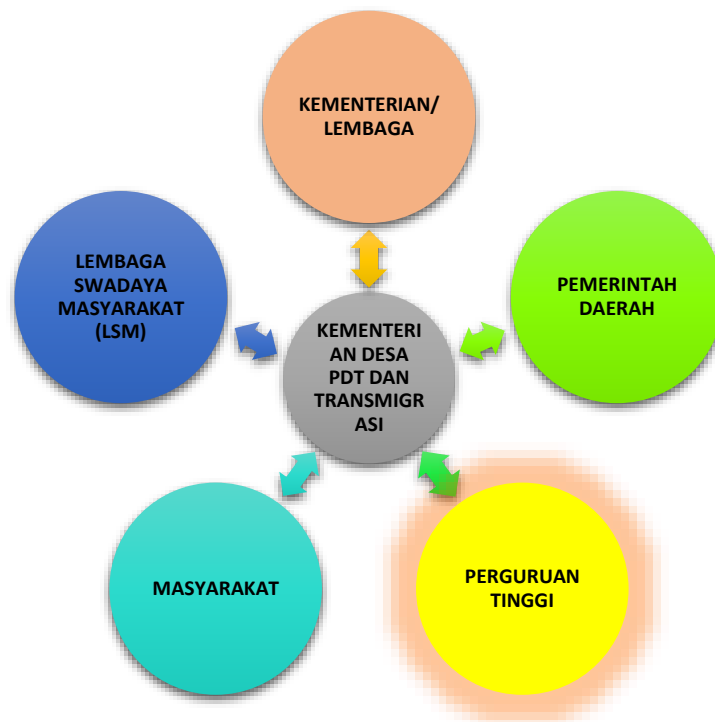 KEMENTERIAN/
LEMBAGA
LEMBAGA
SWADAYA
MASYARAKAT
(LSM)
PEMERINTAH
DAERAH
KEMENTERI
AN DESA
PDT DAN
TRANSMIGR
ASI
MASYARAKAT
PERGURUAN
TINGGI